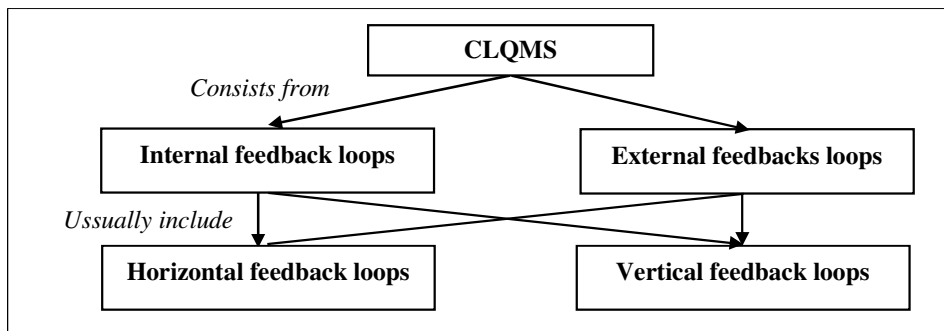 CLQMS
Consists from
Internal feedback loops
External feedbacks loops
Ussually include
Horizontal feedback loops
Vertical feedback loops